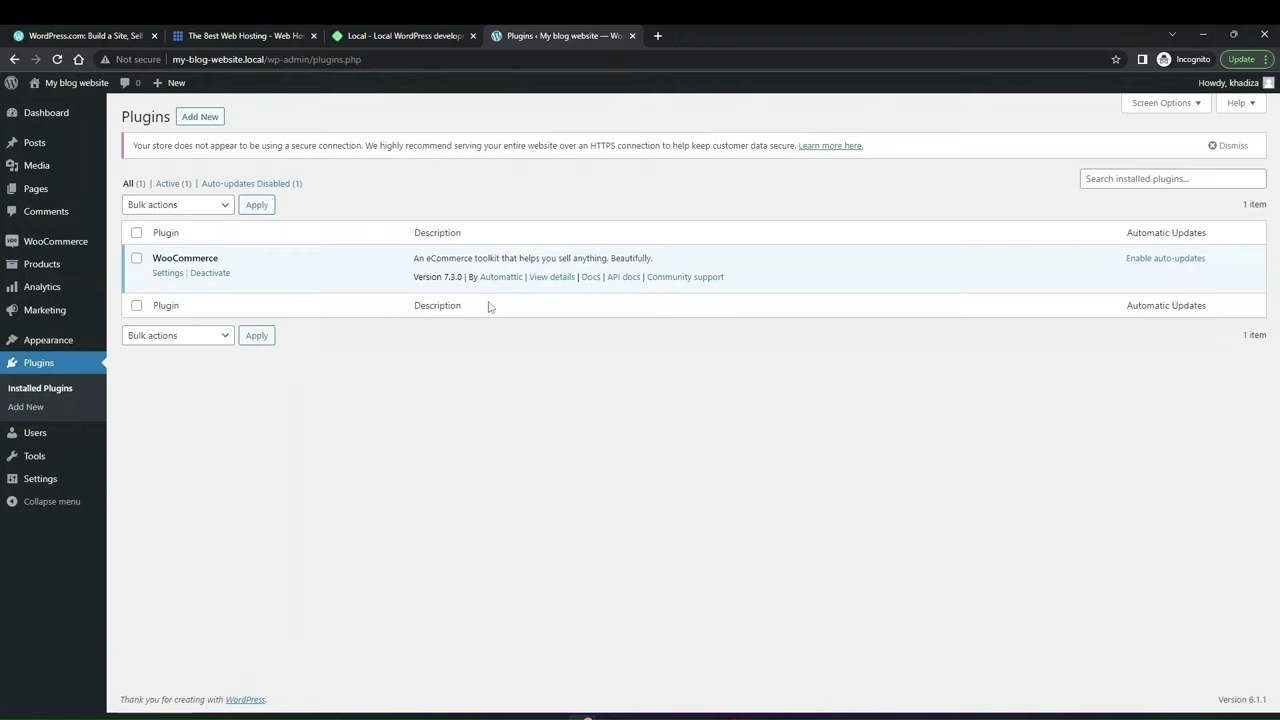 WordPress.com: Build a Site, Sell
The Best Web Hosting - Web Ho
Local - Local WordPress develop
Plugins ‹ My blog website — Wo
Not secure | my-blog-website.local/wp-admin/plugins.php
Incognito
Update
My blog website
0
New
Howdy, khadiza
Dashboard
Posts
Media
Pages
Comments
WooCommerce
Products
Analytics
Marketing
Appearance
Plugins
Installed Plugins
Add New
Users
Tools
Settings
Collapse menu
Screen Options
Help
Plugins
Add New
Your store does not appear to be using a secure connection. We highly recommend serving your entire website over an HTTPS connection to help keep customer data secure. Learn more here.
Dismiss
All (1) | Active (1) | Auto-updates Disabled (1)
Search installed plugins...
Bulk actions
Apply
1 item
Plugin
Description
Automatic Updates
WooCommerce
An eCommerce toolkit that helps you sell anything. Beautifully.
Enable auto-updates
Settings | Deactivate
Version 7.3.0 | By Automattic | View details | Docs | API docs | Community support
Plugin
Description
Automatic Updates
Bulk actions
Apply
1 item
Thank you for creating with WordPress.
Version 6.1.1